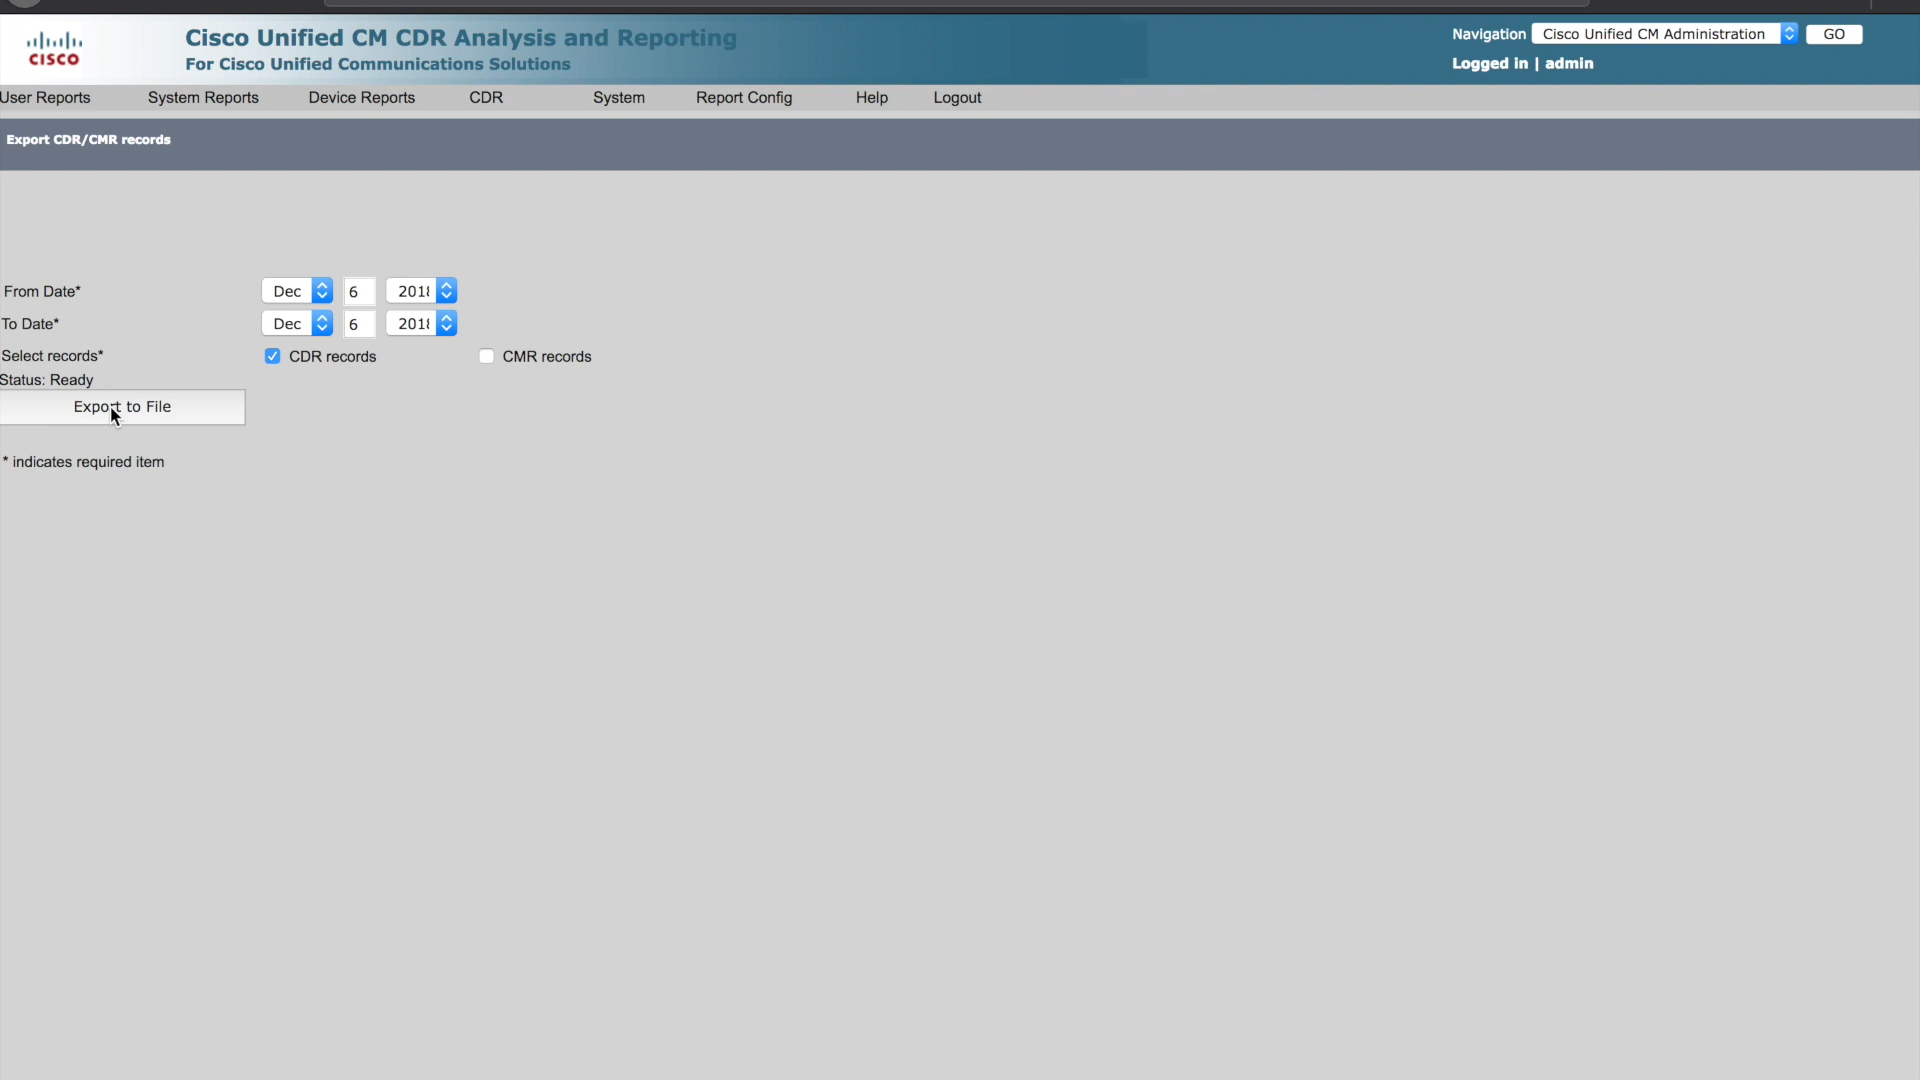 Cisco Unified CM CDR Analysis and Reporting
For Cisco Unified Communications Solutions
CISCO
Navigation Cisco Unified CM Administration GO
Logged in | admin
User Reports System Reports Device Reports CDR System Report Config Help Logout
Export CDR/CMR records
From Date* Dec 6 2018
To Date* Dec 6 2018
Select records* CDR records CMR records
Status: Ready
Export to File
* indicates required item